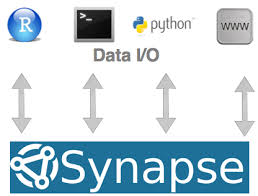 R
>_
python
www
Data I/O
Synapse